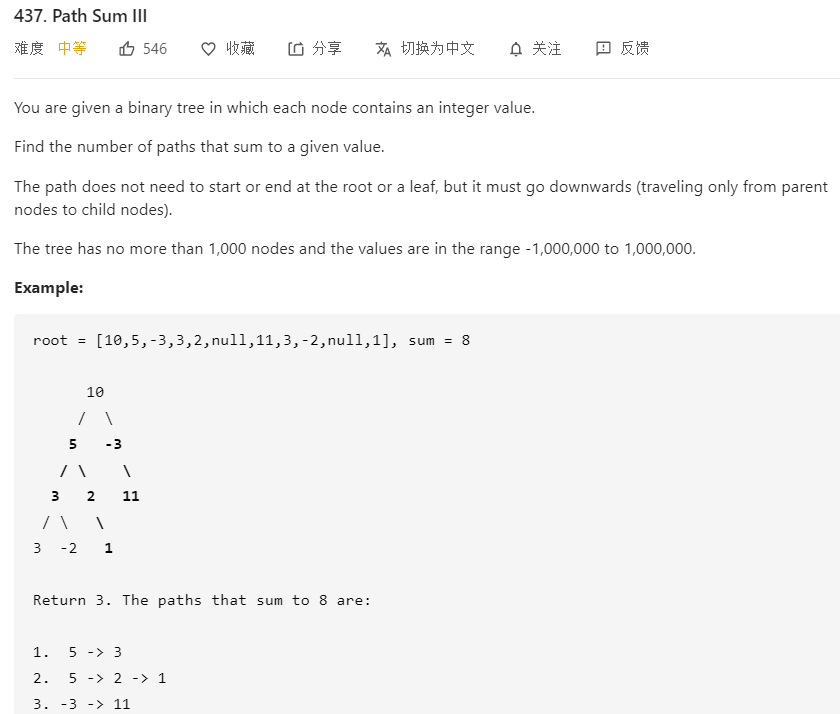 437. Path Sum III
难度 中等 546 收藏 分享 切换为中文 关注 反馈
You are given a binary tree in which each node contains an integer value.
Find the number of paths that sum to a given value.
The path does not need to start or end at the root or a leaf, but it must go downwards (traveling only from parent
nodes to child nodes).
The tree has no more than 1,000 nodes and the values are in the range -1,000,000 to 1,000,000.
Example:
root = [10,5,-3,3,2,null,11,3,-2,null,1], sum = 8
      10
     /  \
    5   -3
   / \    \
  3   2   11
 / \   \
3  -2   1
Return 3. The paths that sum to 8 are:
1.  5 -> 3
2.  5 -> 2 -> 1
3. -3 -> 11